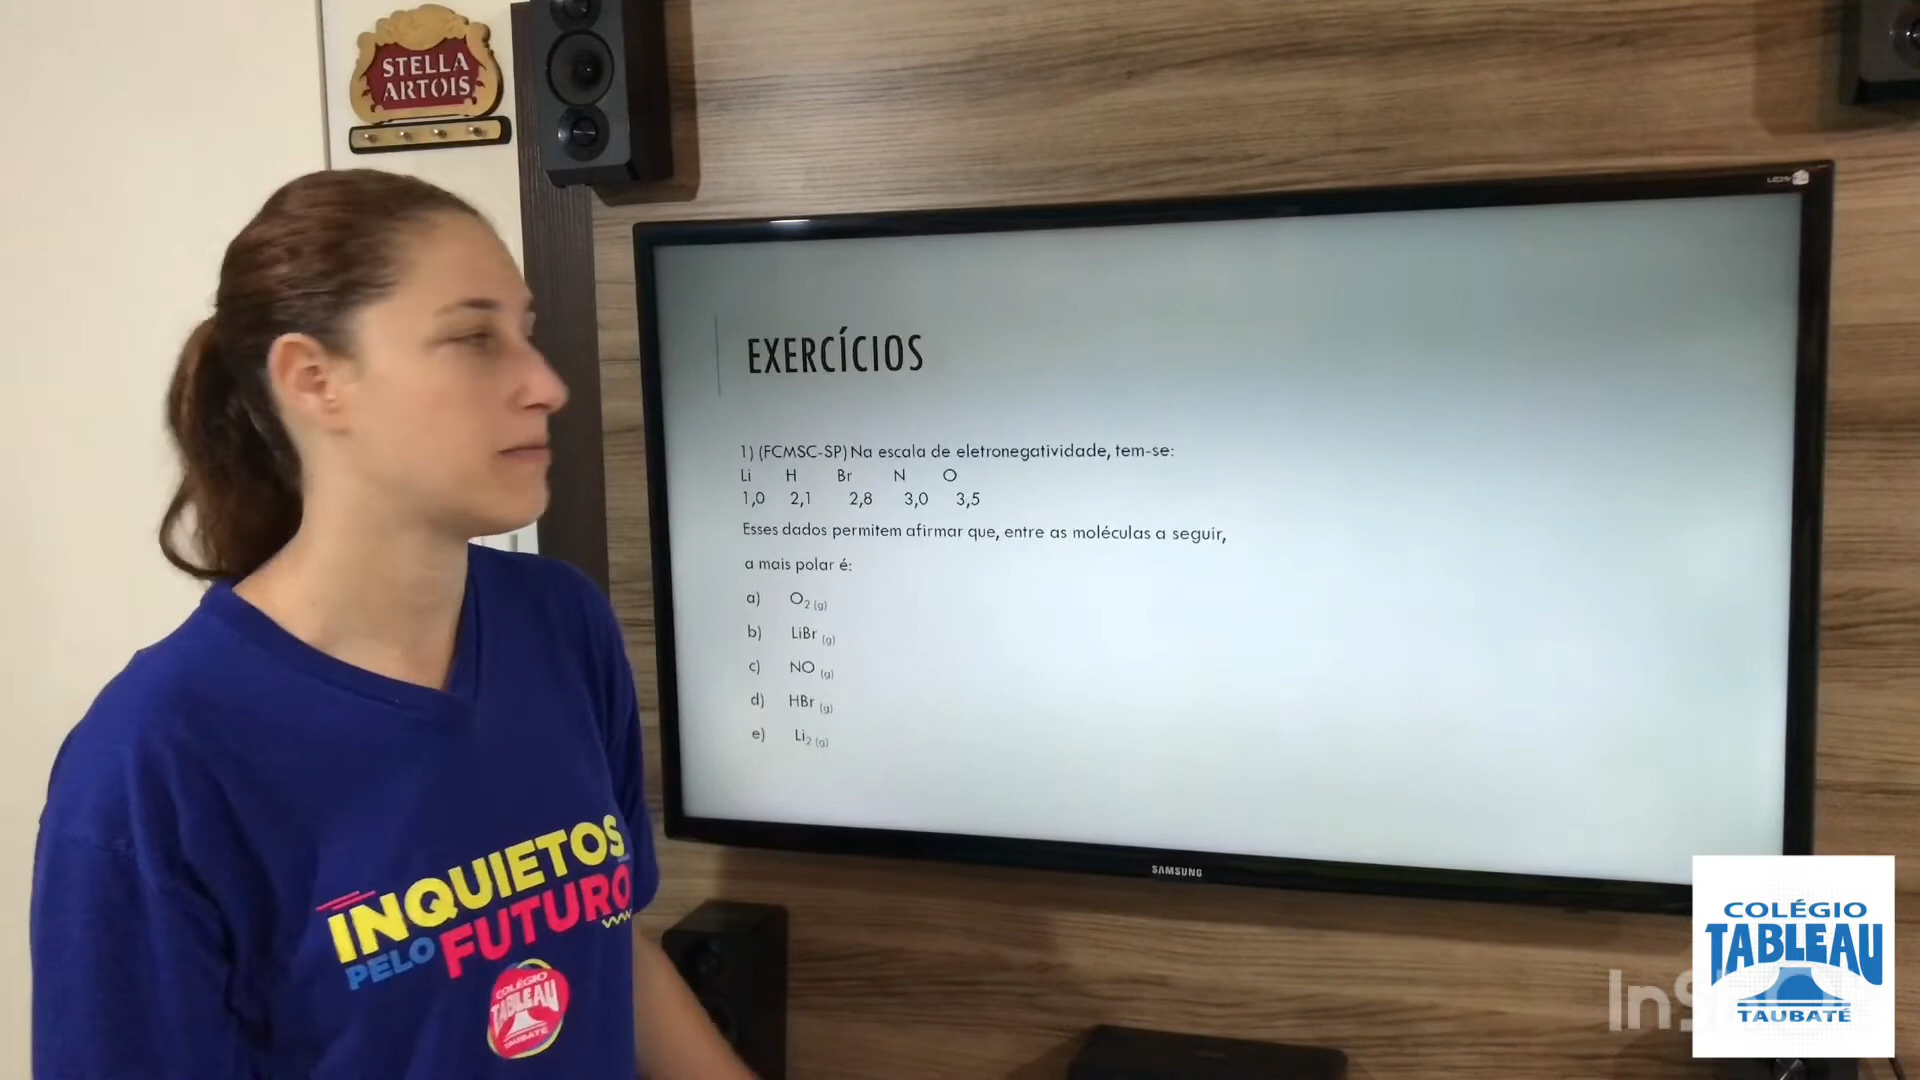 STELLA
ARTOIS
EXERCÍCIOS
1) (FCMSC-SP) Na escala de eletronegatividade, tem-se:
Li H Br N O
1,0 2,1 2,8 3,0 3,5
Esses dados permitem afirmar que, entre as moléculas a seguir,
a mais polar é:
a) O2 (g)
b) LiBr (g)
c) NO (g)
d) HBr (g)
e) Li2 (g)
SAMSUNG
INQUIETOS
PELO FUTURO
COLÉGIO
TABLEAU
TAUBATÉ
COLÉGIO
TABLEAU
TAUBATÉ